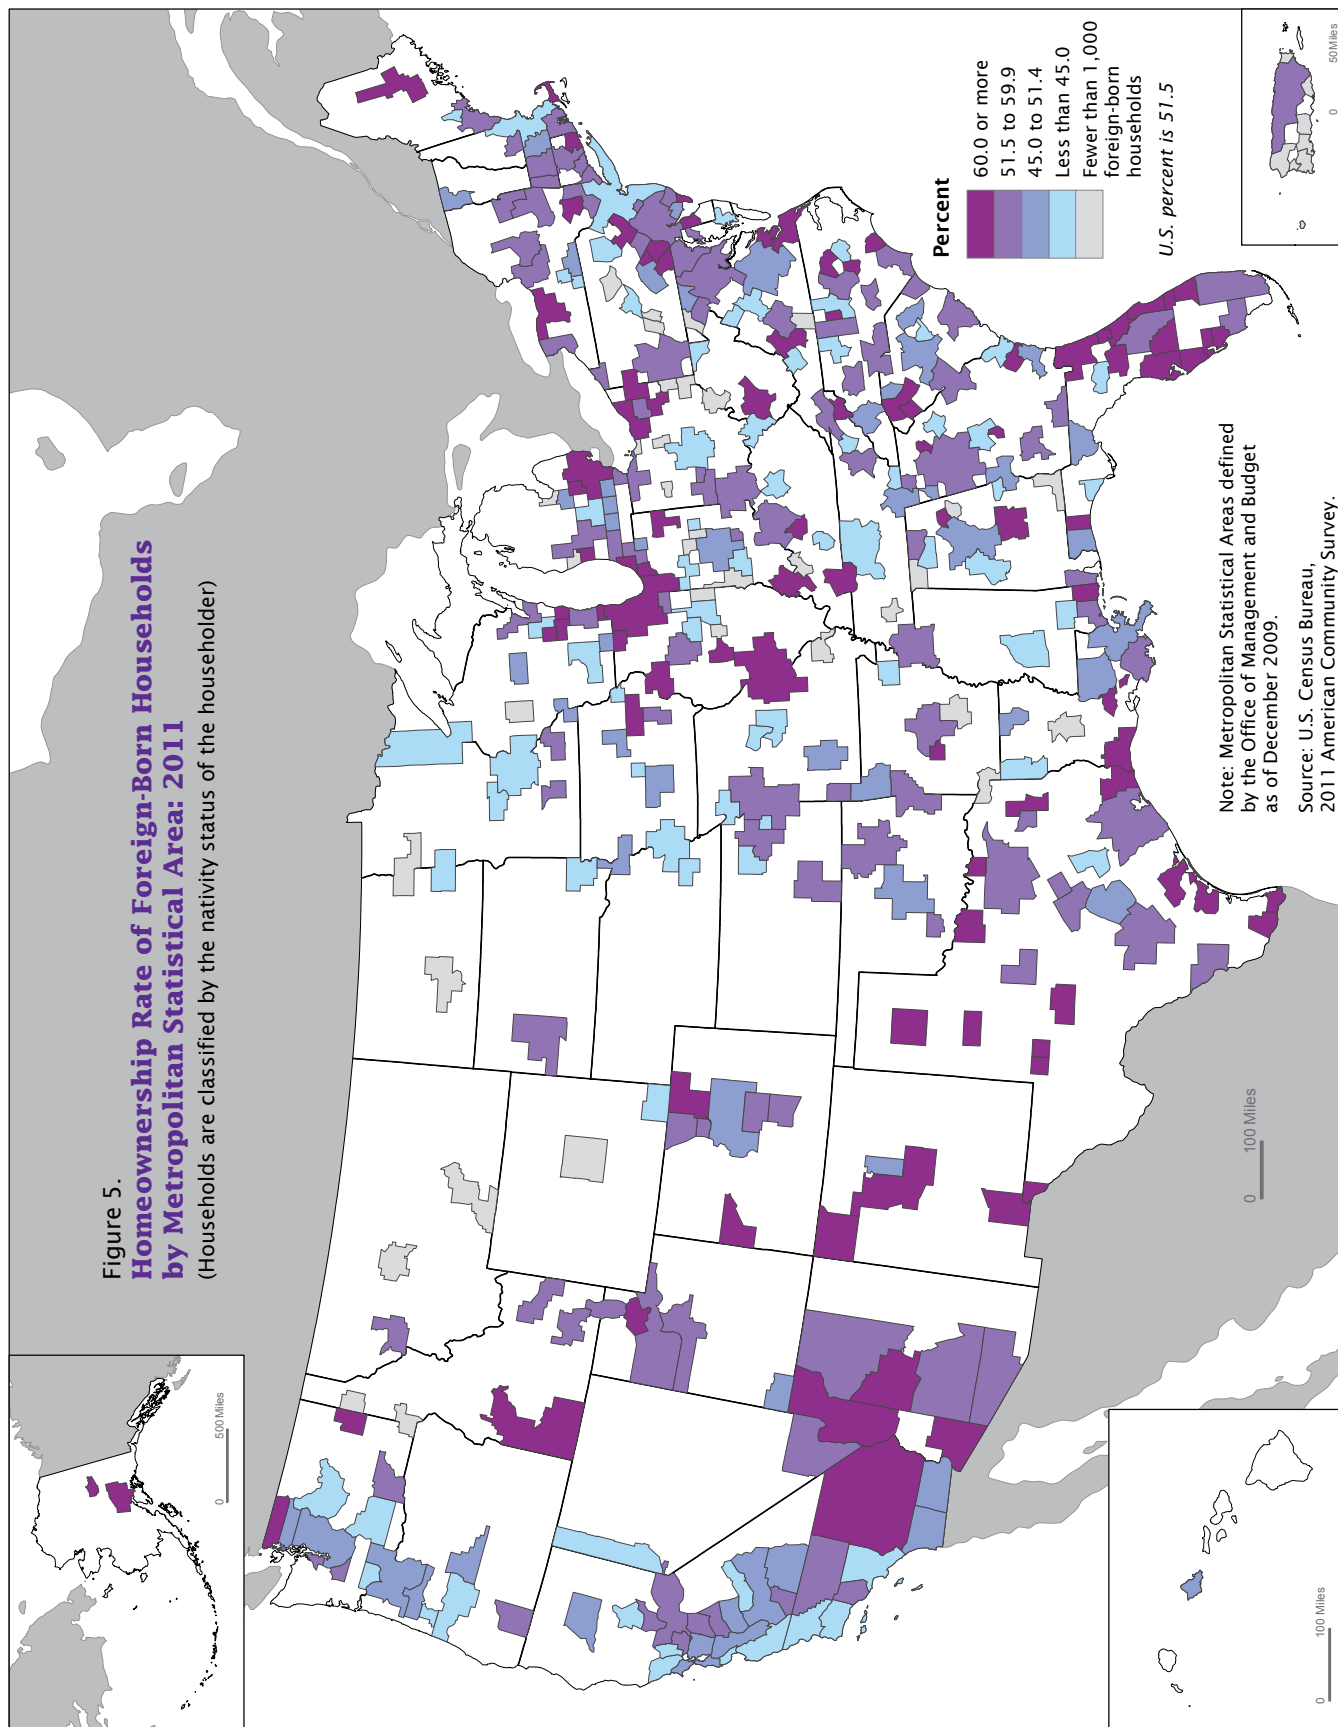 Figure 5.
Homeownership Rate of Foreign-Born Households
by Metropolitan Statistical Area: 2011
(Households are classified by the nativity status of the householder)
Percent
60.0 or more
51.5 to 59.9
45.0 to 51.4
Less than 45.0
Fewer than 1,000
foreign-born
households
U.S. percent is 51.5
0 500 Miles
0 100 Miles
0 100 Miles
0 50 Miles
Note: Metropolitan Statistical Areas defined
by the Office of Management and Budget
as of December 2009.
Source: U.S. Census Bureau,
2011 American Community Survey.